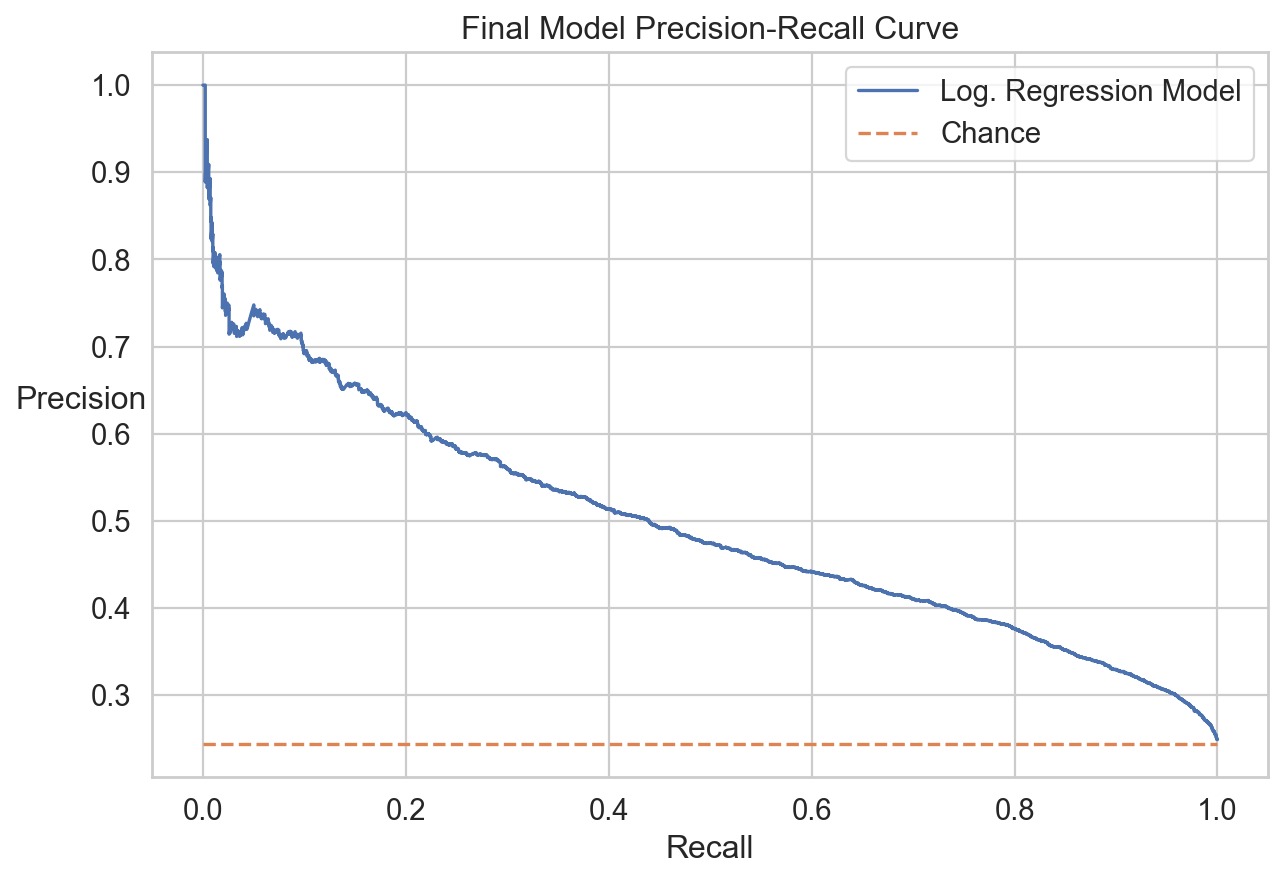 Final Model Precision-Recall Curve
Log. Regression Model
Chance
1.0
0.9
0.8
0.7
Precision
0.6
0.5
0.4
0.3
0.0 0.2 0.4 0.6 0.8 1.0
Recall